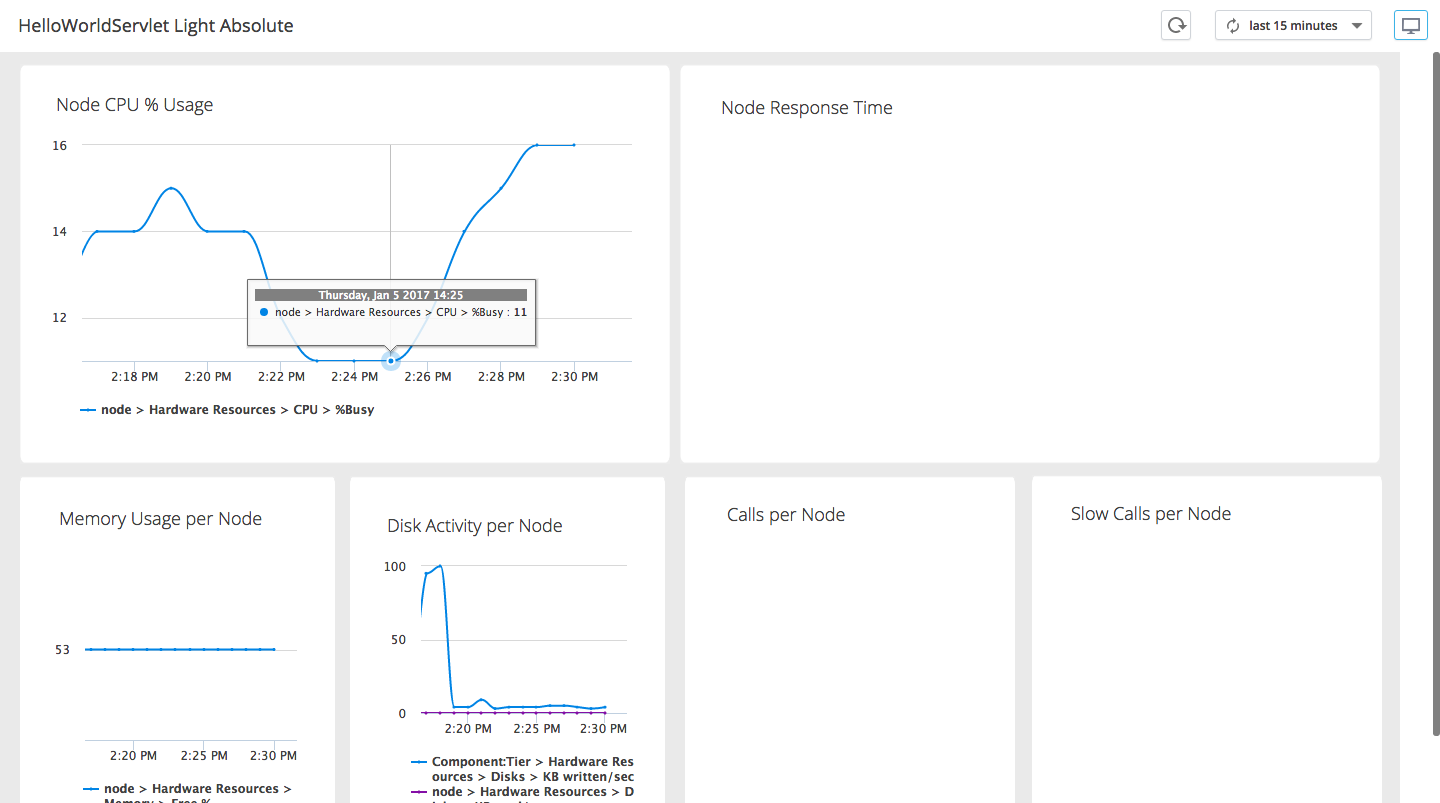 HelloWorldServlet Light Absolute
last 15 minutes
Node CPU % Usage
16
14
12
Thursday, Jan 5 2017 14:25
node > Hardware Resources > CPU > %Busy : 11
2:18 PM 2:20 PM 2:22 PM 2:24 PM 2:26 PM 2:28 PM 2:30 PM
node > Hardware Resources > CPU > %Busy
Node Response Time
Memory Usage per Node
53
2:20 PM 2:25 PM 2:30 PM
node > Hardware Resources >
Memory > Free %
Disk Activity per Node
100
50
0
2:20 PM 2:25 PM 2:30 PM
Component:Tier > Hardware Res
ources > Disks > KB written/sec
node > Hardware Resources > D
Calls per Node
Slow Calls per Node